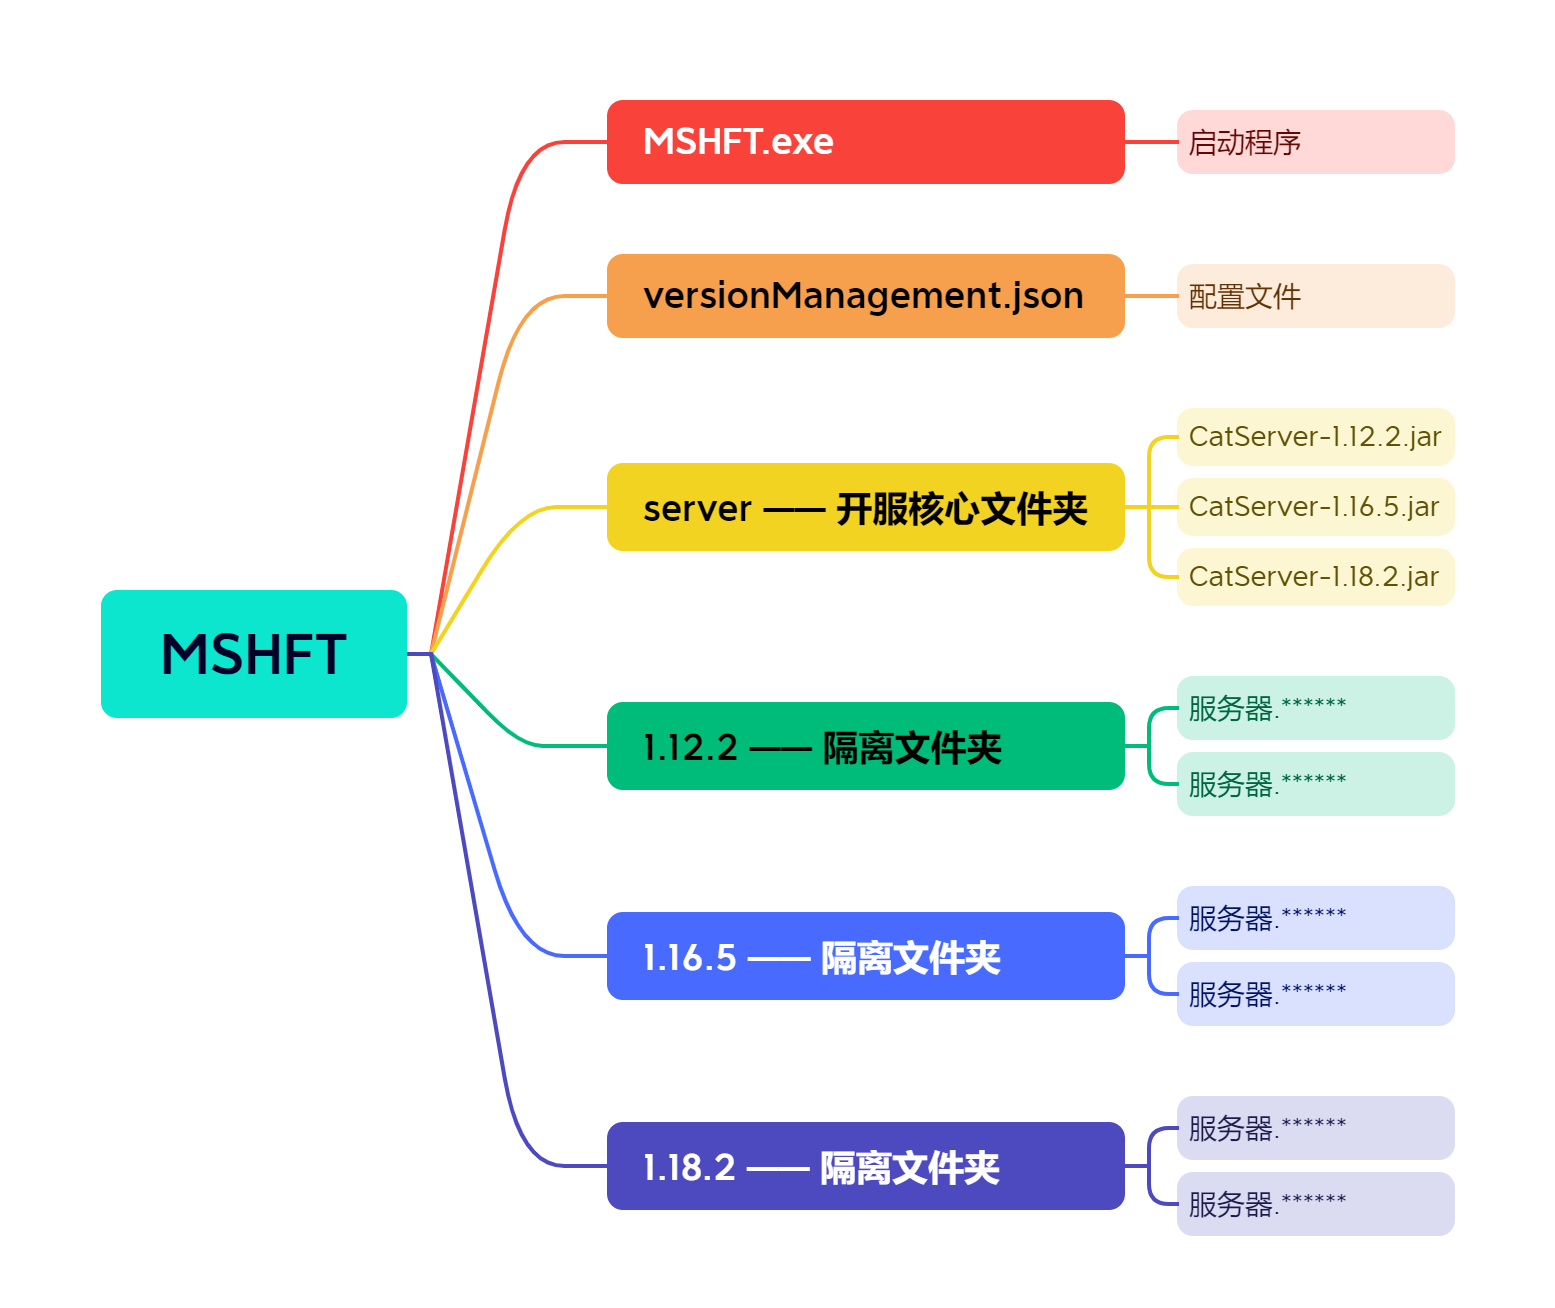 MSHFT
MSHFT.exe
启动程序
versionManagement.json
配置文件
server —— 开服核心文件夹
CatServer-1.12.2.jar
CatServer-1.16.5.jar
CatServer-1.18.2.jar
1.12.2 —— 隔离文件夹
服务器.******
服务器.******
1.16.5 —— 隔离文件夹
服务器.******
服务器.******
1.18.2 —— 隔离文件夹
服务器.******
服务器.******